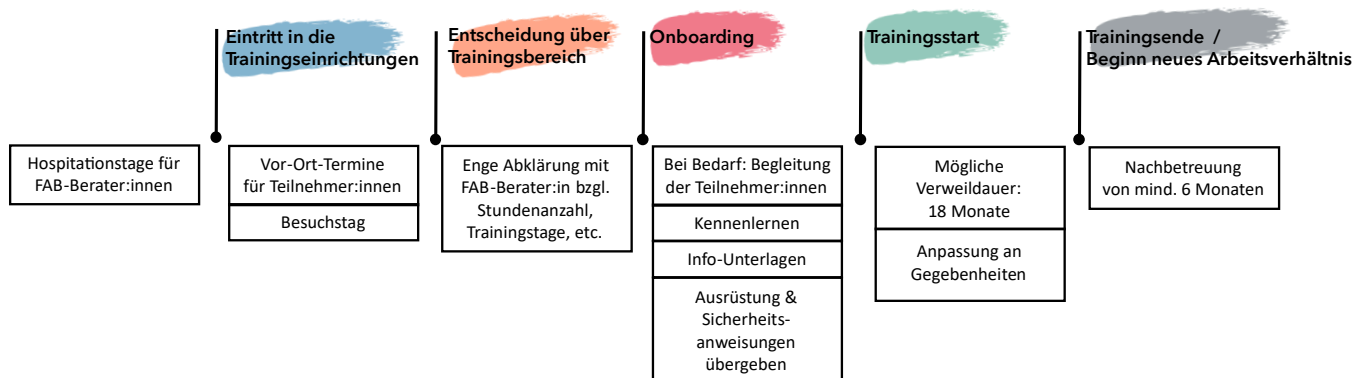 Eintritt in die
Trainingseinrichtungen
Entscheidung über
Trainingsbereich
Onboarding
Trainingsstart
Trainingsende /
Beginn neues Arbeitsverhältnis
Hospitationstage für
FAB-Berater:innen
Vor-Ort-Termine
für Teilnehmer:innen
Besuchstag
Enge Abklärung mit
FAB-Berater:in bzgl.
Stundenanzahl,
Trainingstage, etc.
Bei Bedarf: Begleitung
der Teilnehmer:innen
Kennenlernen
Info-Unterlagen
Ausrüstung &
Sicherheits-
anweisungen
übergeben
Mögliche
Verweildauer:
18 Monate
Anpassung an
Gegebenheiten
Nachbetreuung
von mind. 6 Monaten